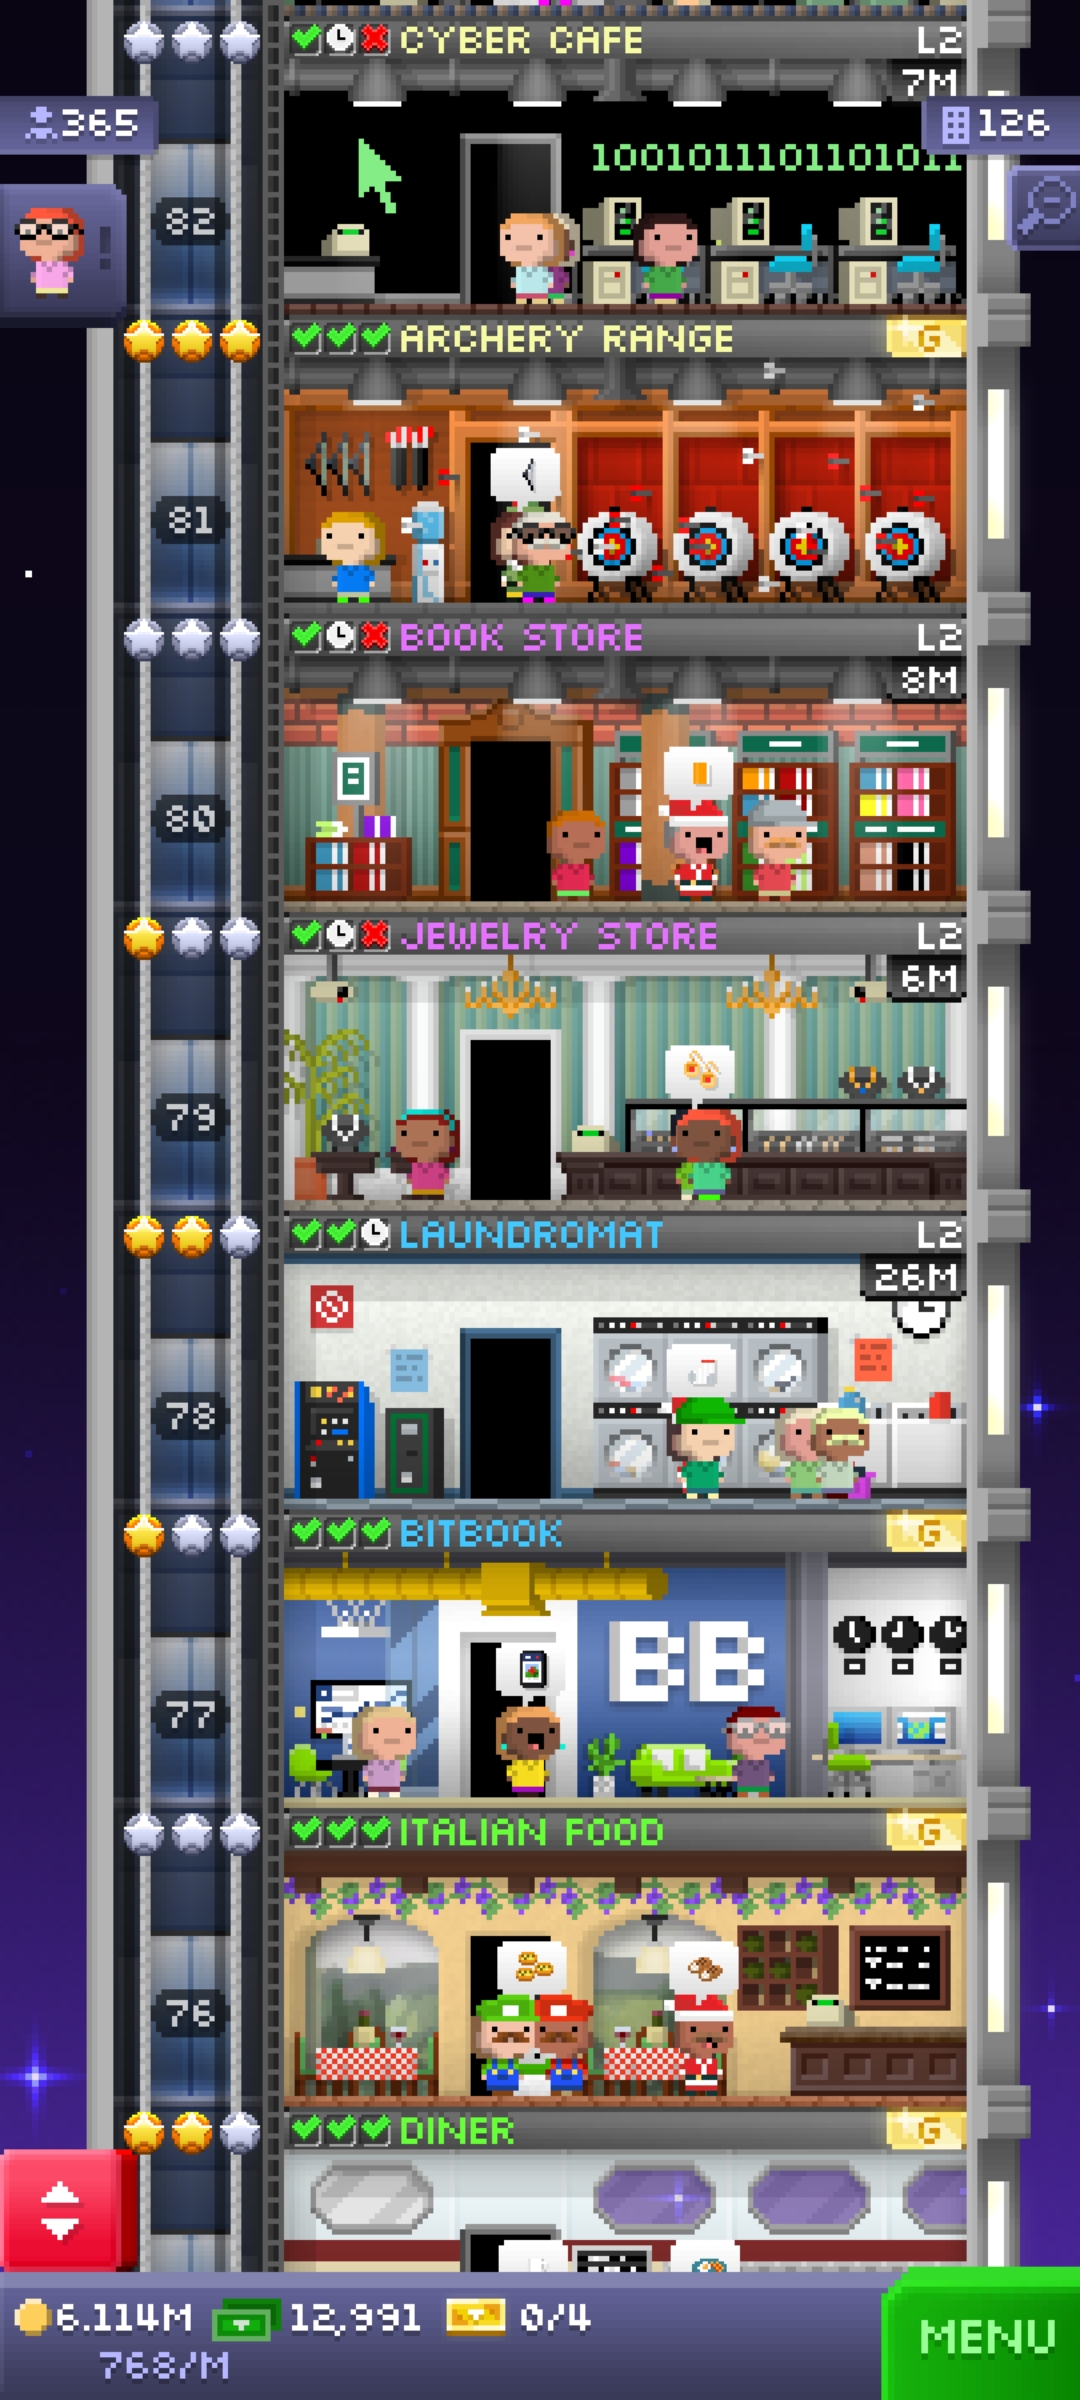 CYBER CAFE L2
7M
365
126
1001011101101011
82
ARCHERY RANGE G
81
BOOK STORE L2
8M
80
JEWELRY STORE L2
6M
79
LAUNDROMAT L2
26M
78
BITBOOK G
BB
77
ITALIAN FOOD G
76
DINER G
6.114M 12,991 0/4
768/M
MENU